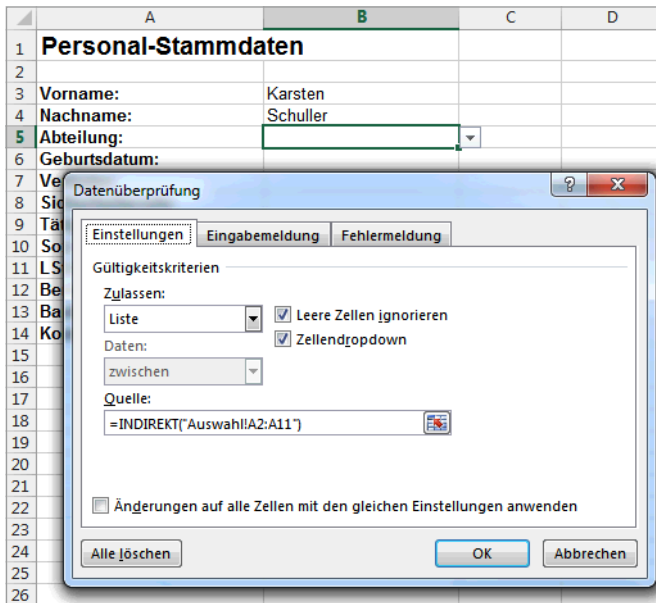 A B C D
1 Personal-Stammdaten
2
3 Vorname: Karsten
4 Nachname: Schuller
5 Abteilung:
6 Geburtsdatum:
7
Datenüberprüfung
8
9
Einstellungen Eingabemeldung Fehlermeldung
10
11
Gültigkeitskriterien
12
Zulassen:
13
Liste Leere Zellen ignorieren
14
Daten: Zellendropdown
15
16
zwischen
17
Quelle:
18
=INDIREKT("Auswahl!A2:A11")
19
20
21
22
Änderungen auf alle Zellen mit den gleichen Einstellungen anwenden
23
24
Alle löschen OK Abbrechen
25
26